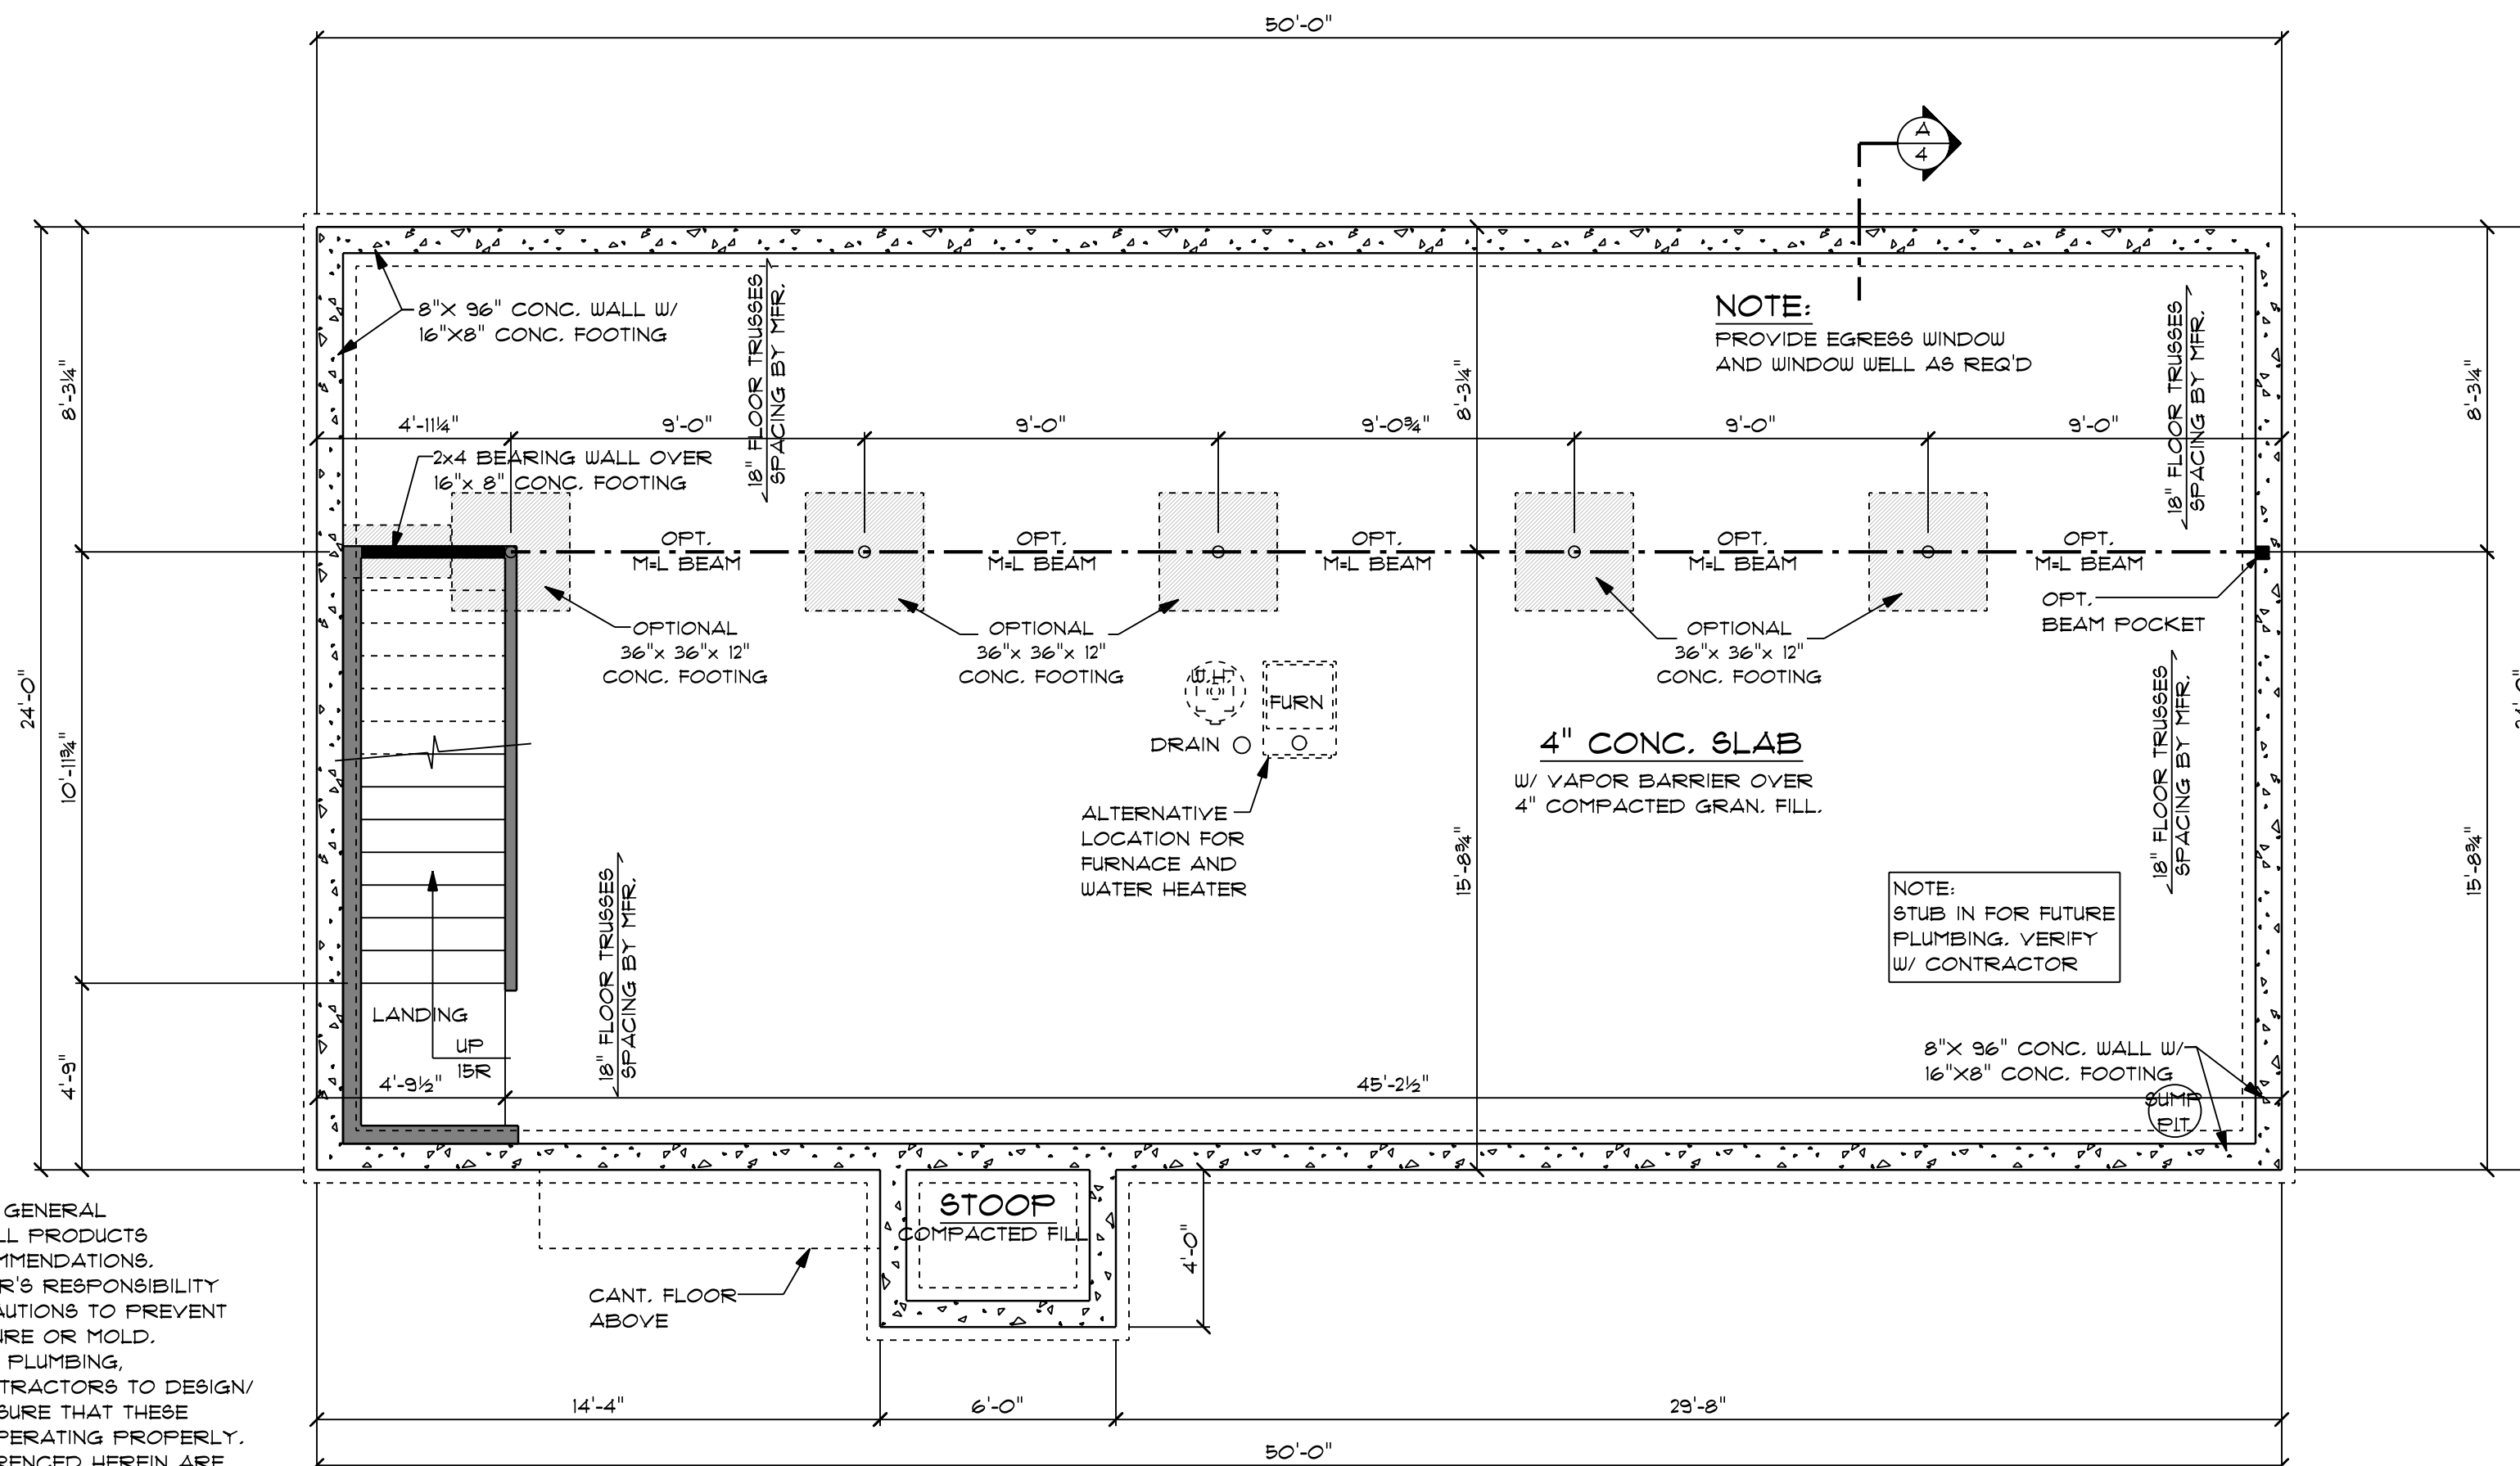 50'-0"
A
4
8"X 96" CONC. WALL W/
16"X8" CONC. FOOTING
18" FLOOR TRUSSES
SPACING BY MFR.
NOTE:
PROVIDE EGRESS WINDOW
AND WINDOW WELL AS REQ'D
18" FLOOR TRUSSES
SPACING BY MFR.
8'-3¼"
8'-3¼"
8'-3¼"
4'-11¼"
9'-0"
9'-0"
9'-0¾"
9'-0"
9'-0"
2x4 BEARING WALL OVER
16"x 8" CONC. FOOTING
OPT.
M=L BEAM
OPT.
M=L BEAM
OPT.
M=L BEAM
OPT.
M=L BEAM
OPT.
M=L BEAM
OPT.
BEAM POCKET
OPTIONAL
36"x 36"x 12"
CONC. FOOTING
OPTIONAL
36"x 36"x 12"
CONC. FOOTING
OPTIONAL
36"x 36"x 12"
CONC. FOOTING
24'-0"
10'-11¾"
W.H.
FURN
DRAIN
4" CONC. SLAB
W/ VAPOR BARRIER OVER
4" COMPACTED GRAN. FILL.
18" FLOOR TRUSSES
SPACING BY MFR.
ALTERNATIVE
LOCATION FOR
FURNACE AND
WATER HEATER
15'-8¾"
15'-8¾"
NOTE:
STUB IN FOR FUTURE
PLUMBING. VERIFY
W/ CONTRACTOR
18" FLOOR TRUSSES
SPACING BY MFR.
LANDING
UP
15R
4'-9"
4'-9½"
45'-2½"
8"X 96" CONC. WALL W/
16"X8" CONC. FOOTING
SUMP
PIT
STOOP
COMPACTED FILL
4'-0"
CANT. FLOOR
ABOVE
GENERAL
LL PRODUCTS
MMENDATIONS.
R'S RESPONSIBILITY
AUTIONS TO PREVENT
URE OR MOLD.
PLUMBING,
TRACTORS TO DESIGN/
SURE THAT THESE
PERATING PROPERLY.
RENCED HEREIN ARE
14'-4"
6'-0"
29'-8"
50'-0"